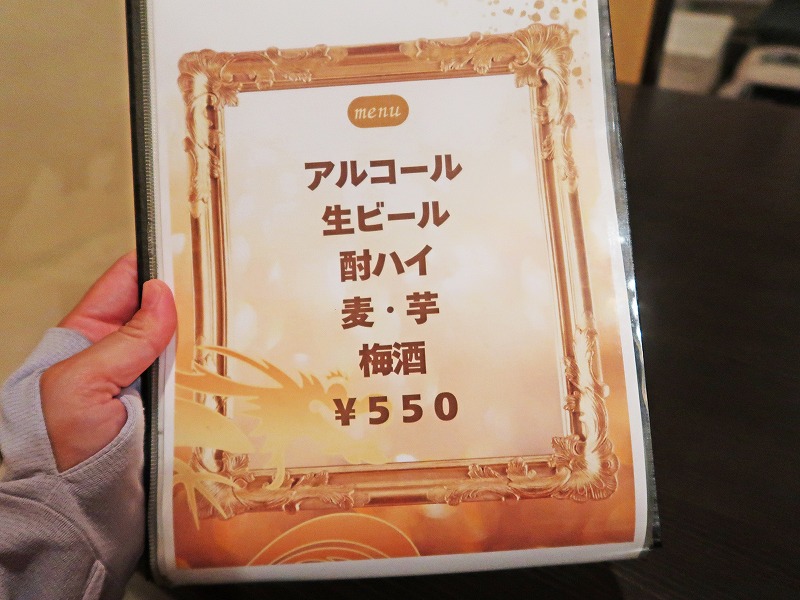 menu
アルコール
生ビール
酎ハイ
麦・芋
梅酒
￥５５０